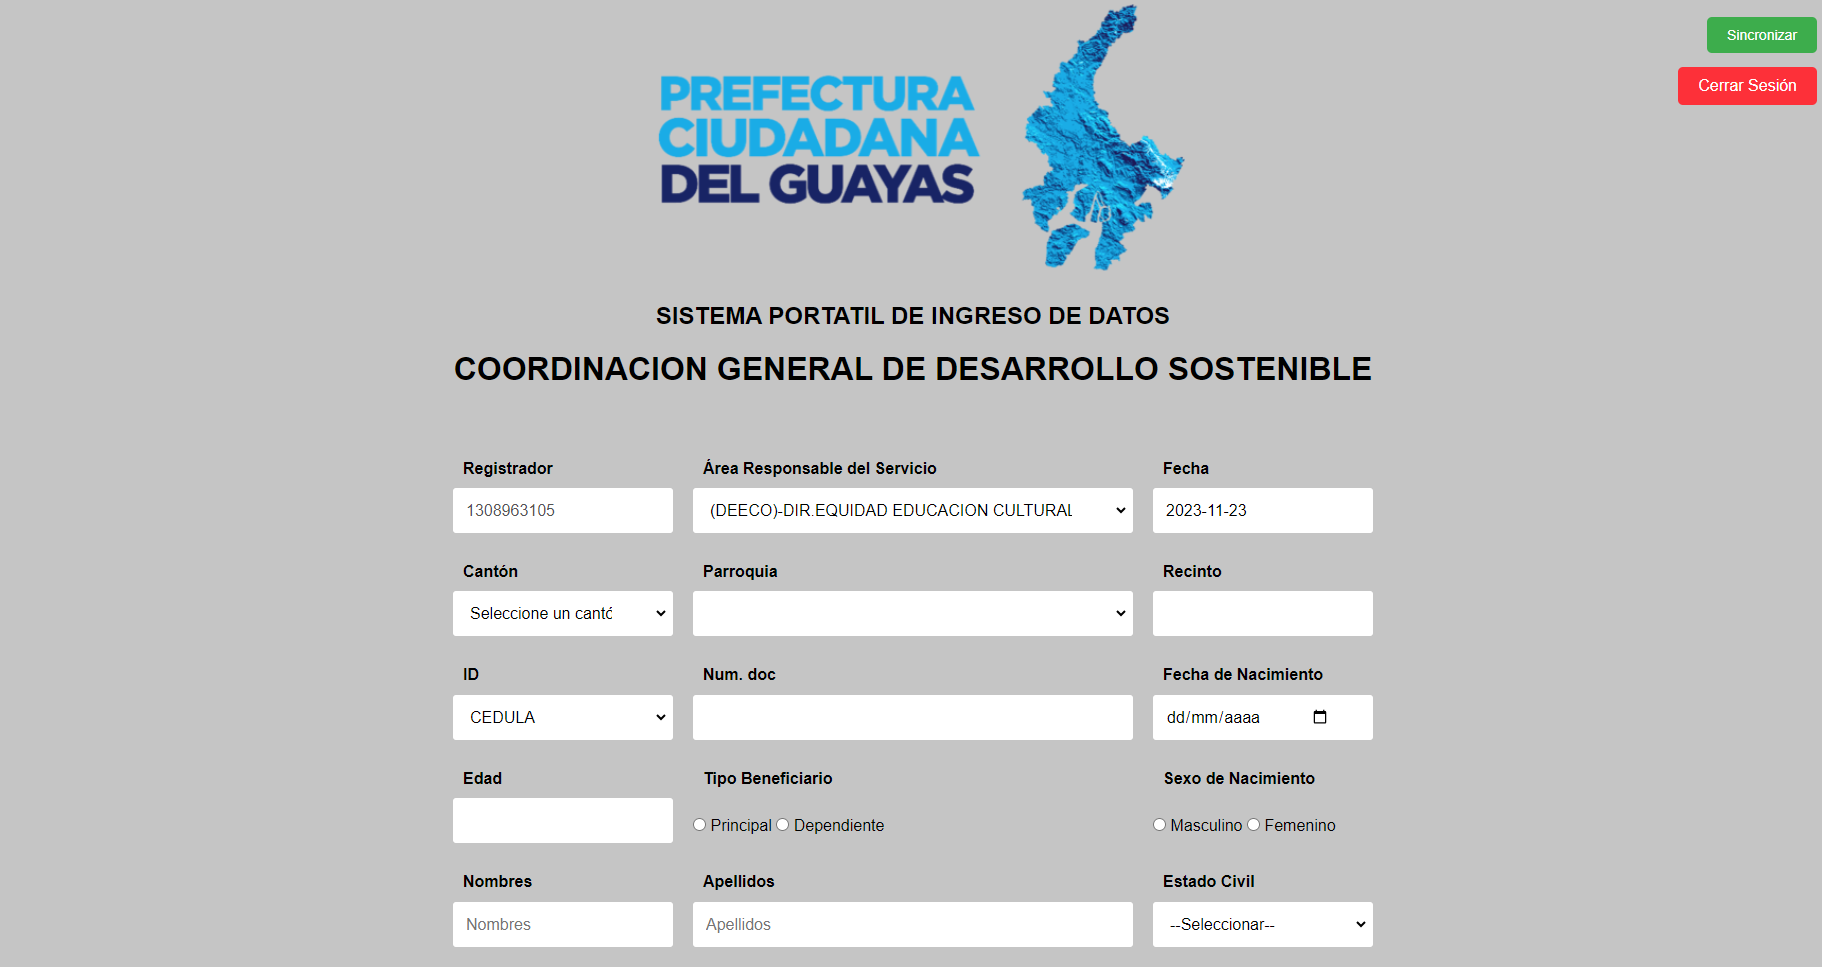 Sincronizar
Cerrar Sesión
PREFECTURA
CIUDADANA
DEL GUAYAS
SISTEMA PORTATIL DE INGRESO DE DATOS
COORDINACION GENERAL DE DESARROLLO SOSTENIBLE
Registrador Área Responsable del Servicio Fecha
1308963105 (DEECO)-DIR.EQUIDAD EDUCACION CULTURAL 2023-11-23
Cantón Parroquia Recinto
Seleccione un cantó
ID Num. doc Fecha de Nacimiento
CEDULA dd/mm/aaaa
Edad Tipo Beneficiario Sexo de Nacimiento
Principal Dependiente Masculino Femenino
Nombres Apellidos Estado Civil
Nombres Apellidos --Seleccionar--